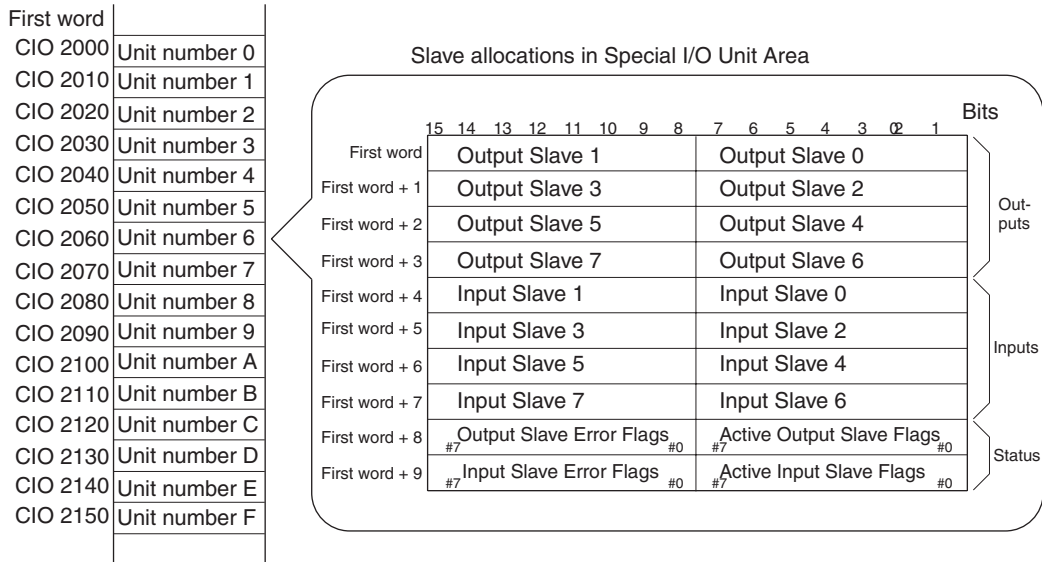 First word
CIO 2000 Unit number 0
CIO 2010 Unit number 1
CIO 2020 Unit number 2
CIO 2030 Unit number 3
CIO 2040 Unit number 4
CIO 2050 Unit number 5
CIO 2060 Unit number 6
CIO 2070 Unit number 7
CIO 2080 Unit number 8
CIO 2090 Unit number 9
CIO 2100 Unit number A
CIO 2110 Unit number B
CIO 2120 Unit number C
CIO 2130 Unit number D
CIO 2140 Unit number E
CIO 2150 Unit number F
Slave allocations in Special I/O Unit Area
Bits
15 14 13 12 11 10 9 8 7 6 5 4 3 02 1
First word Output Slave 1 Output Slave 0
First word + 1 Output Slave 3 Output Slave 2
First word + 2 Output Slave 5 Output Slave 4
First word + 3 Output Slave 7 Output Slave 6
First word + 4 Input Slave 1 Input Slave 0
First word + 5 Input Slave 3 Input Slave 2
First word + 6 Input Slave 5 Input Slave 4
First word + 7 Input Slave 7 Input Slave 6
First word + 8 #7 Output Slave Error Flags #0 #7 Active Output Slave Flags #0
First word + 9 #7 Input Slave Error Flags #0 #7 Active Input Slave Flags #0
Out-
puts
Inputs
Status